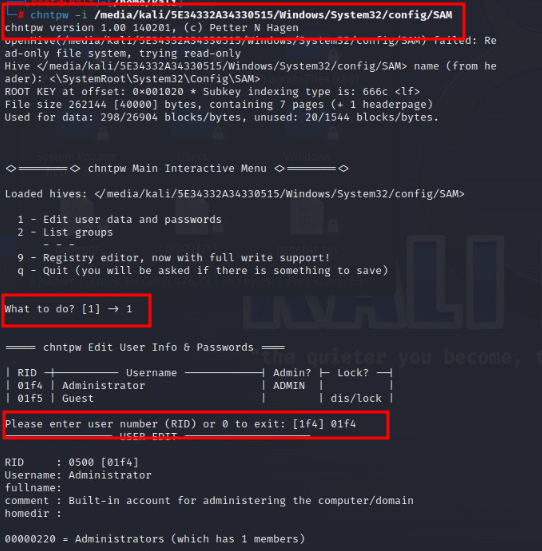 # chntpw -i /media/kali/5E34332A34330515/Windows/System32/config/SAM
chntpw version 1.00 140201, (c) Petter N Hagen
openHive(/media/kali/5E34332A34330515/Windows/System32/config/SAM) failed: Re
ad-only file system, trying read-only
Hive </media/kali/5E34332A34330515/Windows/System32/config/SAM> name (from he
ader): <\SystemRoot\System32\Config\SAM>
ROOT KEY at offset: 0×001020 * Subkey indexing type is: 666c <lf>
File size 262144 [40000] bytes, containing 7 pages (+ 1 headerpage)
Used for data: 298/26904 blocks/bytes, unused: 20/1544 blocks/bytes.
<>========<> chntpw Main Interactive Menu <>========<>
Loaded hives: </media/kali/5E34332A34330515/Windows/System32/config/SAM>
1 - Edit user data and passwords
2 - List groups
- - -
9 - Registry editor, now with full write support!
q - Quit (you will be asked if there is something to save)
What to do? [1] → 1
===== chntpw Edit User Info & Passwords ====
| RID -|---------- Username ------------| Admin? |- Lock? --|
| 01f4 | Administrator | ADMIN | |
| 01f5 | Guest | | dis/lock |
Please enter user number (RID) or 0 to exit: [1f4] 01f4
================= USER EDIT ====================
RID : 0500 [01f4]
Username: Administrator
fullname:
comment : Built-in account for administering the computer/domain
homedir :
00000220 = Administrators (which has 1 members)
KALI
"the quieter you become, t